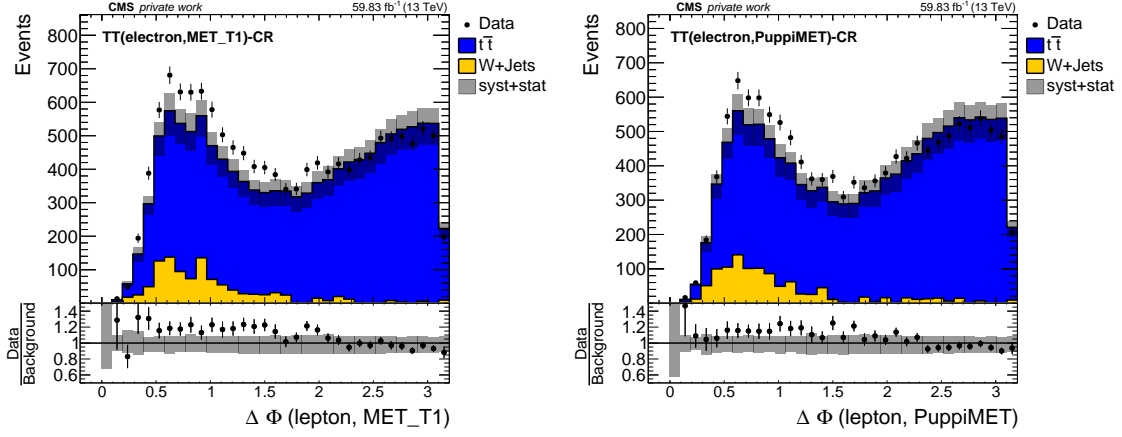 CMS private work 59.83 fb⁻¹ (13 TeV)
TT(electron,MET_T1)-CR
Events
800
700
600
500
400
300
200
100
Data
tt̅
W+Jets
syst+stat
Data
Background
1.4
1.2
1
0.8
0.6
0 0.5 1 1.5 2 2.5 3
Δ Φ (lepton, MET_T1)
CMS private work 59.83 fb⁻¹ (13 TeV)
TT(electron,PuppiMET)-CR
Events
800
700
600
500
400
300
200
100
Data
tt̅
W+Jets
syst+stat
Data
Background
1.4
1.2
1
0.8
0.6
0 0.5 1 1.5 2 2.5 3
Δ Φ (lepton, PuppiMET)